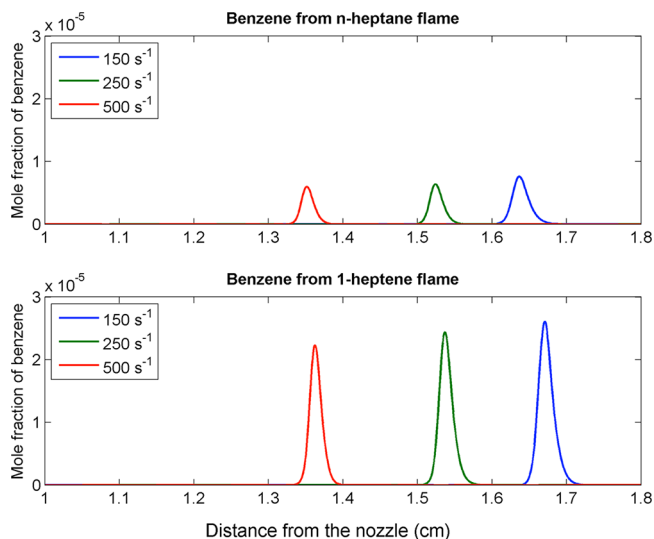 Benzene from n-heptane flame
x 10⁻⁵
Mole fraction of benzene
3
2
1
0
150 s⁻¹
250 s⁻¹
500 s⁻¹
1 1.1 1.2 1.3 1.4 1.5 1.6 1.7 1.8
Benzene from 1-heptene flame
x 10⁻⁵
Mole fraction of benzene
3
2
1
0
150 s⁻¹
250 s⁻¹
500 s⁻¹
1 1.1 1.2 1.3 1.4 1.5 1.6 1.7 1.8
Distance from the nozzle (cm)